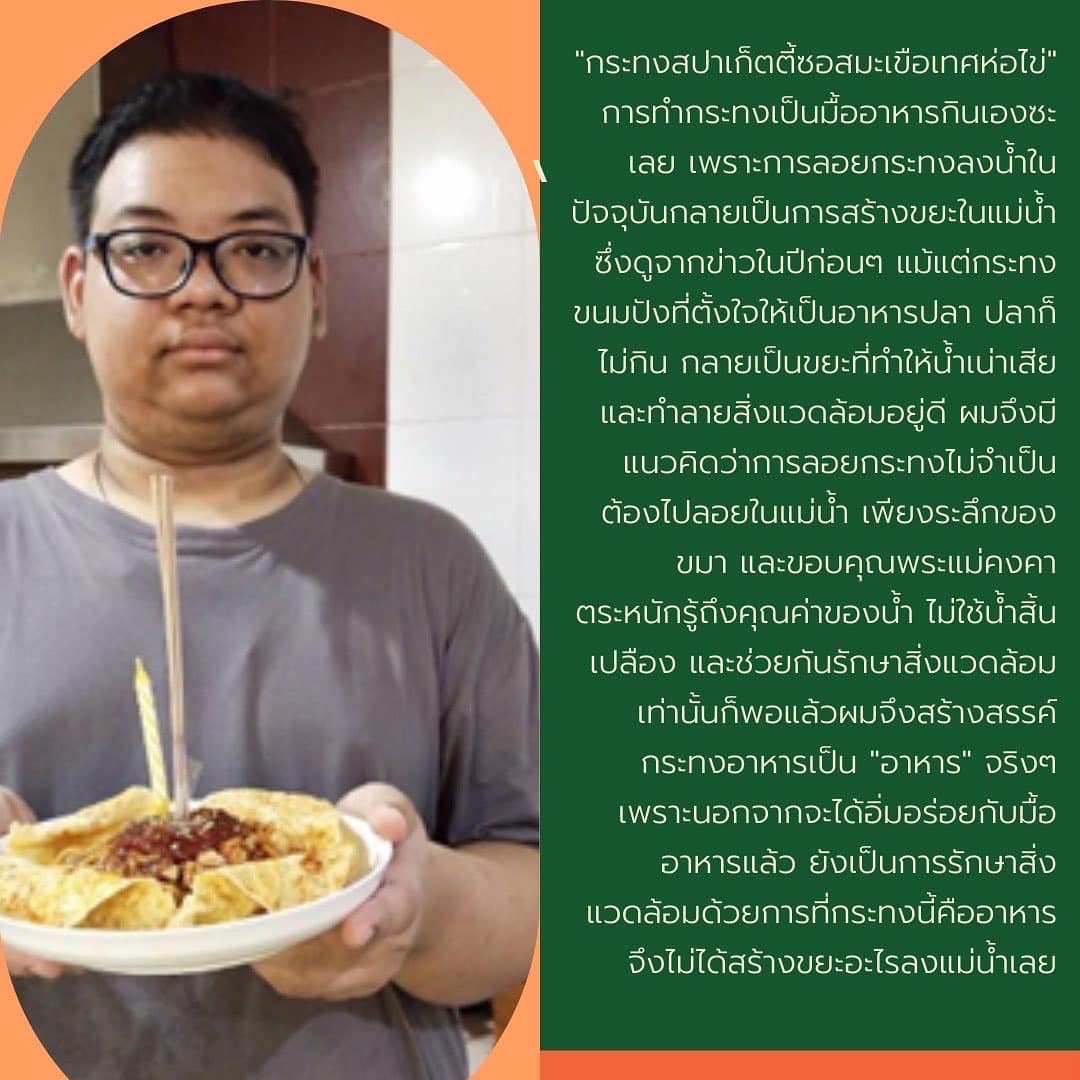 "กระทงสปาเก็ตตี้ซอสมะเขือเทศห่อไข่"
การทำกระทงเป็นมื้ออาหารกินเองซะ
เลย เพราะการลอยกระทงลงน้ำใน
ปัจจุบันกลายเป็นการสร้างขยะในแม่น้ำ
ซึ่งดูจากข่าวในปีก่อนๆ แม้แต่กระทง
ขนมปังที่ตั้งใจให้เป็นอาหารปลา ปลาก็
ไม่กิน กลายเป็นขยะที่ทำให้น้ำเน่าเสีย
และทำลายสิ่งแวดล้อมอยู่ดี ผมจึงมี
แนวคิดว่าการลอยกระทงไม่จำเป็น
ต้องไปลอยในแม่น้ำ เพียงระลึกของ
ขมา และขอบคุณพระแม่คงคา
ตระหนักรู้ถึงคุณค่าของน้ำ ไม่ใช้น้ำสิ้น
เปลือง และช่วยกันรักษาสิ่งแวดล้อม
เท่านั้นก็พอแล้วผมจึงสร้างสรรค์
กระทงอาหารเป็น "อาหาร" จริงๆ
เพราะนอกจากจะได้อิ่มอร่อยกับมื้อ
อาหารแล้ว ยังเป็นการรักษาสิ่ง
แวดล้อมด้วยการที่กระทงนี้คืออาหาร
จึงไม่ได้สร้างขยะอะไรลงแม่น้ำเลย